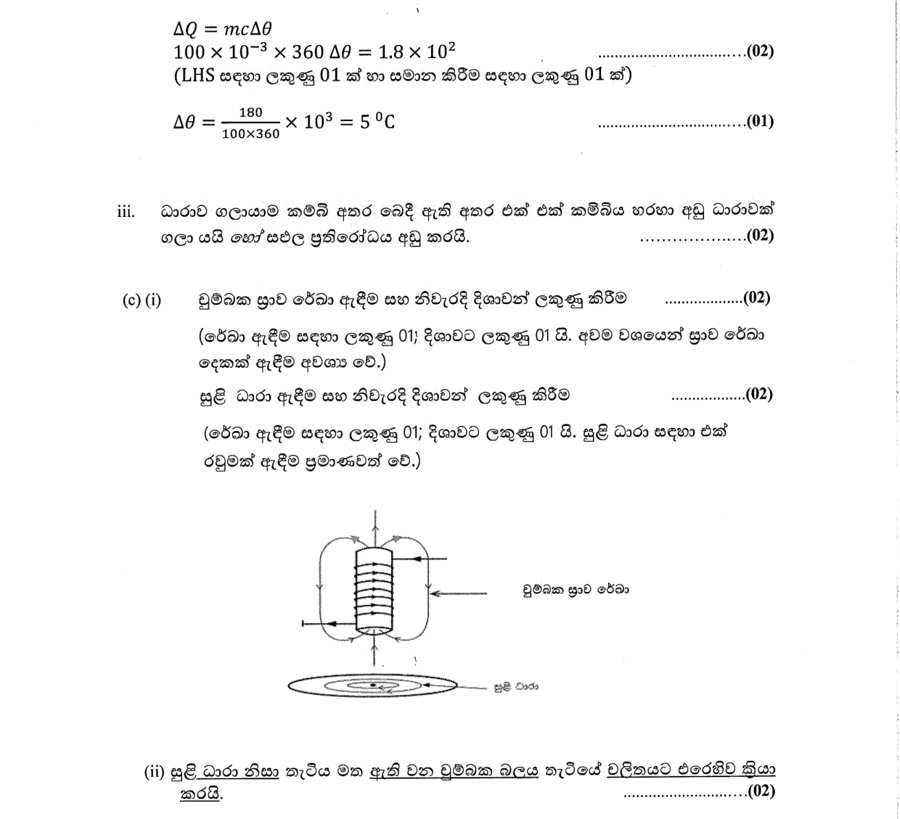 ΔQ = mcΔθ
100 × 10⁻³ × 360 Δθ = 1.8 × 10² .................................(02)
(LHS සඳහා ලකුණු 01 ක් හා සමාන කිරීම සඳහා ලකුණු 01 ක්)
Δθ = 180/(100×360) × 10³ = 5 ⁰C .................................(01)
iii. ධාරාව ගලායාම කම්බි අතර බෙදී ඇති අතර එක් එක් කම්බිය හරහා අඩු ධාරාවක්
ගලා යයි හෝ සඵල ප්‍රතිරෝධය අඩු කරයි. .....................(02)
(c) (i) චුම්බක ස්‍රාව රේඛා ඇඳීම සහ නිවැරදි දිශාවන් ලකුණු කිරීම ...................(02)
(රේඛා ඇඳීම සඳහා ලකුණු 01; දිශාවට ලකුණු 01 යි. අවම වශයෙන් ස්‍රාව රේඛා
දෙකක් ඇඳීම අවශ්‍ය වේ.)
සුළි ධාරා ඇඳීම සහ නිවැරදි දිශාවන් ලකුණු කිරීම ..................(02)
(රේඛා ඇඳීම සඳහා ලකුණු 01; දිශාවට ලකුණු 01 යි. සුළි ධාරා සඳහා එක්
රවුමක් ඇඳීම ප්‍රමාණවත් වේ.)
චුම්බක ස්‍රාව රේඛා
සුළි ධාරා
(ii) සුළි ධාරා නිසා තැටිය මත ඇති වන චුම්බක බලය තැටියේ චලිතයට එරෙහිව ක්‍රියා
කරයි. ..............................(02)